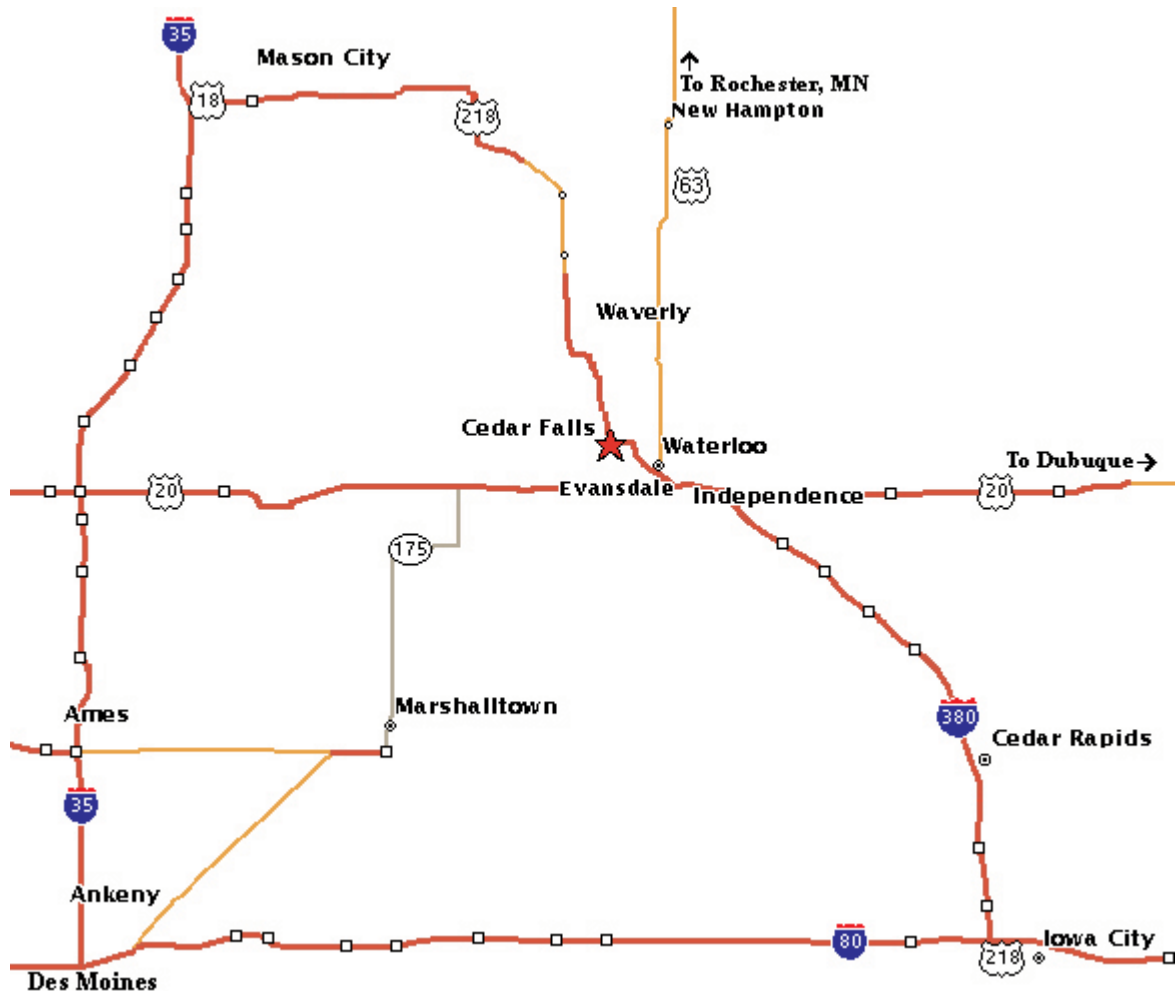 35
Mason City
To Rochester, MN
18
218
New Hampton
63
Waverly
Cedar Falls
Waterloo
To Dubuque
20
Evansdale
Independence
20
175
Ames
Marshalltown
380
Cedar Rapids
35
Ankeny
80
Iowa City
218
Des Moines